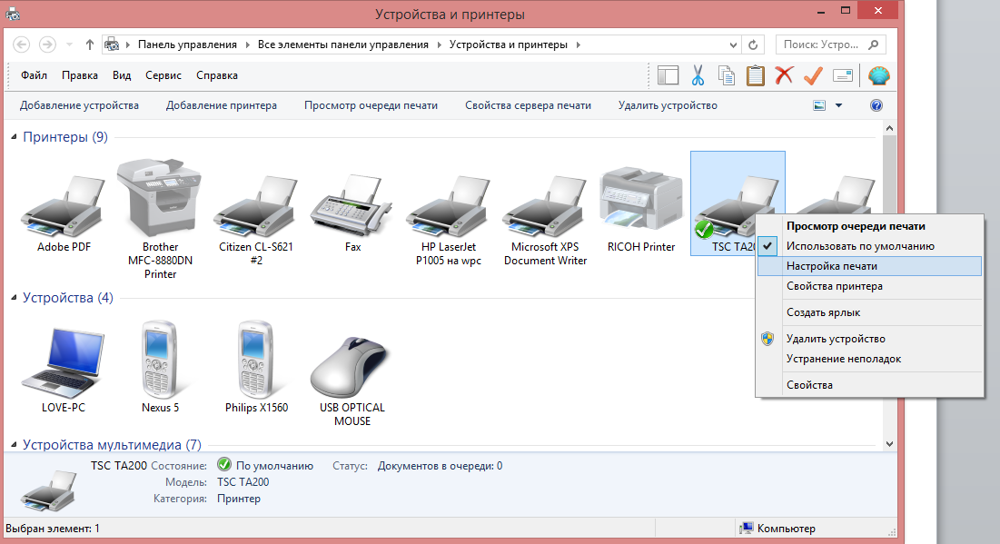 Устройства и принтеры
Панель управления
Все элементы панели управления
Устройства и принтеры
Поиск: Устро...
Файл Правка Вид Сервис Справка
Добавление устройства Добавление принтера Просмотр очереди печати Свойства сервера печати Удалить устройство
Принтеры (9)
Adobe PDF
Brother
MFC-8880DN
Printer
Citizen CL-S621
#2
Fax
HP LaserJet
P1005 на wpc
Microsoft XPS
Document Writer
RICOH Printer
TSC TA20
Просмотр очереди печати
Использовать по умолчанию
Настройка печати
Свойства принтера
Создать ярлык
Удалить устройство
Устранение неполадок
Свойства
Устройства (4)
LOVE-PC
Nexus 5
Philips X1560
USB OPTICAL
MOUSE
Устройства мультимедиа (7)
TSC TA200 Состояние: По умолчанию Статус: Документов в очереди: 0
Модель: TSC TA200
Категория: Принтер
Выбран элемент: 1
Компьютер